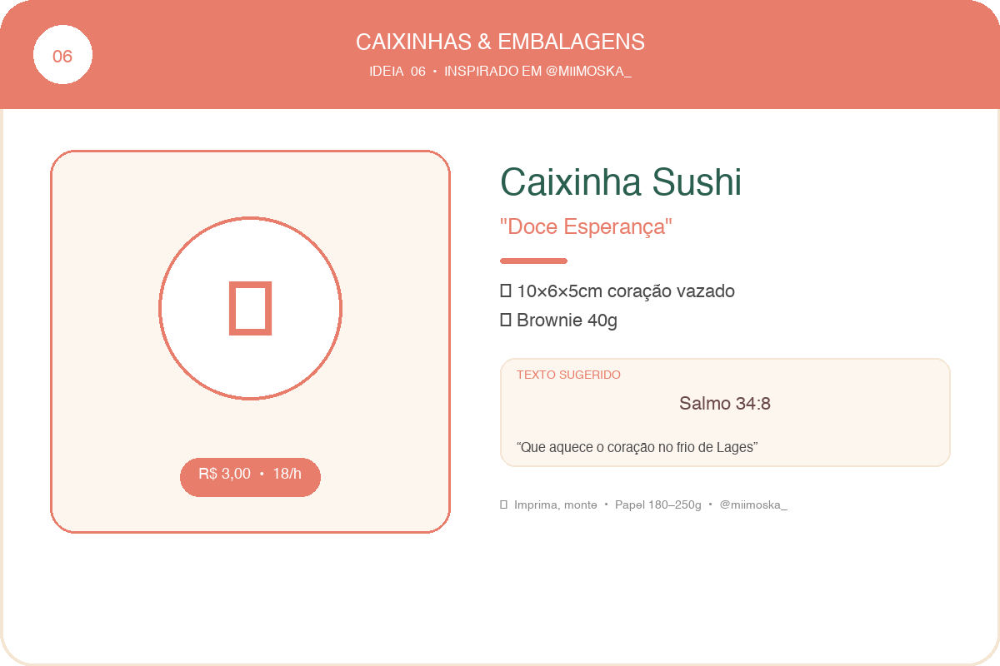 06
CAIXINHAS & EMBALAGENS
IDEIA 06 • INSPIRADO EM @MIIMOSKA_
Caixinha Sushi
"Doce Esperança"
10×6×5cm coração vazado
Brownie 40g
TEXTO SUGERIDO
Salmo 34:8
“Que aquece o coração no frio de Lages”
R$ 3,00 • 18/h
Imprima, monte • Papel 180–250g • @miimoska_